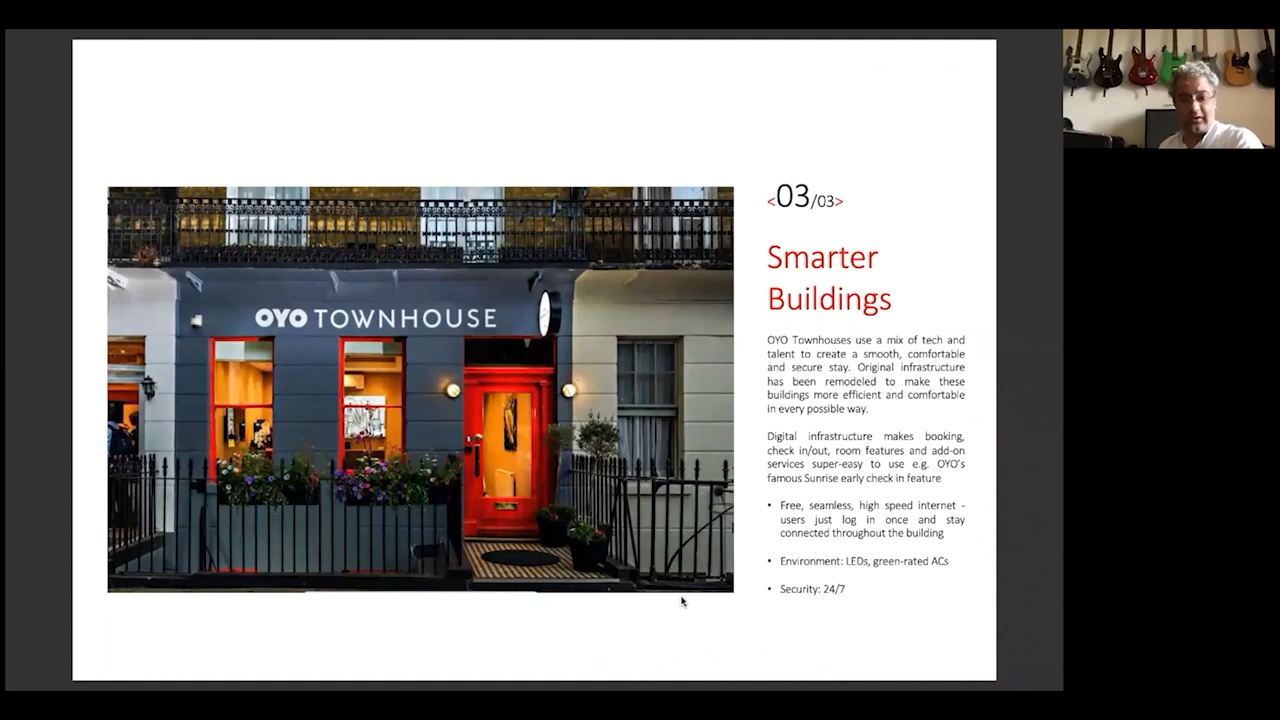 OYO TOWNHOUSE
<03/03>
Smarter
Buildings
OYO Townhouses use a mix of tech and
talent to create a smooth, comfortable
and secure stay. Original infrastructure
has been remodeled to make these
buildings more efficient and comfortable
in every possible way.
Digital infrastructure makes booking,
check in/out, room features and add-on
services super-easy to use e.g. OYO's
famous Sunrise early check in feature
• Free, seamless, high speed internet -
users just log in once and stay
connected throughout the building
• Environment: LEDs, green-rated ACs
• Security: 24/7